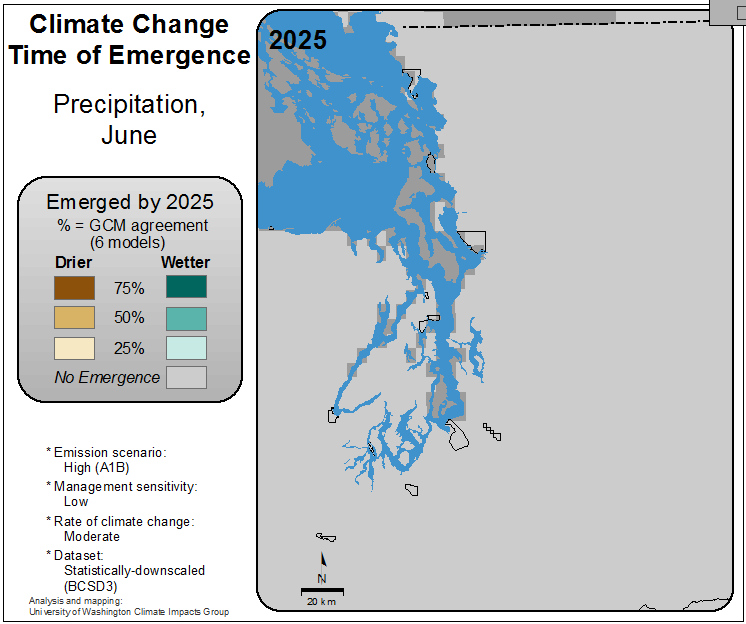 Climate Change
Time of Emergence
Precipitation,
June
2025
Emerged by 2025
% = GCM agreement
(6 models)
Drier Wetter
75%
50%
25%
No Emergence
* Emission scenario:
High (A1B)
* Management sensitivity:
Low
* Rate of climate change:
Moderate
* Dataset:
Statistically-downscaled
(BCSD3)
Analysis and mapping:
University of Washington Climate Impacts Group
N
20 km